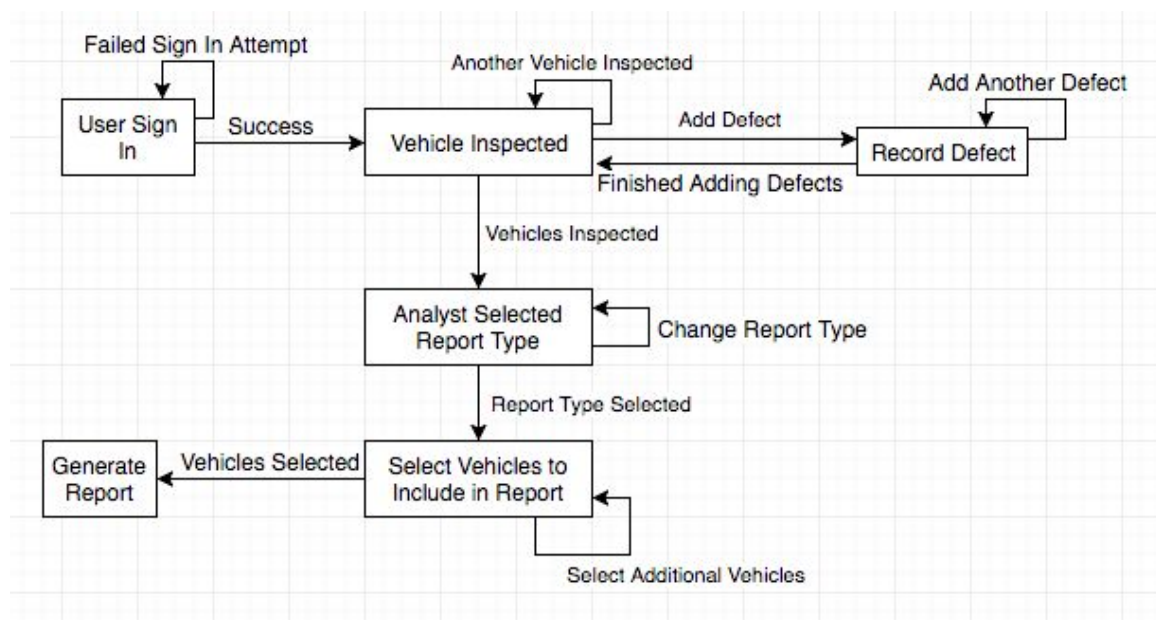 Failed Sign In Attempt
Another Vehicle Inspected
Add Another Defect
User Sign
In
Success
Vehicle Inspected
Add Defect
Record Defect
Finished Adding Defects
Vehicles Inspected
Analyst Selected
Report Type
Change Report Type
Report Type Selected
Generate
Report
Vehicles Selected
Select Vehicles to
Include in Report
Select Additional Vehicles